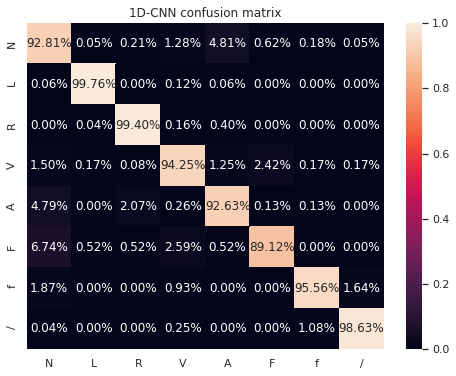 1D-CNN confusion matrix
N 92.81% 0.05% 0.21% 1.28% 4.81% 0.62% 0.18% 0.05%
L 0.06% 99.76% 0.00% 0.12% 0.06% 0.00% 0.00% 0.00%
R 0.00% 0.04% 99.40% 0.16% 0.40% 0.00% 0.00% 0.00%
V 1.50% 0.17% 0.08% 94.25% 1.25% 2.42% 0.17% 0.17%
A 4.79% 0.00% 2.07% 0.26% 92.63% 0.13% 0.13% 0.00%
F 6.74% 0.52% 0.52% 2.59% 0.52% 89.12% 0.00% 0.00%
f 1.87% 0.00% 0.00% 0.93% 0.00% 0.00% 95.56% 1.64%
/ 0.04% 0.00% 0.00% 0.25% 0.00% 0.00% 1.08% 98.63%
N L R V A F f /
1.0
0.8
0.6
0.4
0.2
0.0